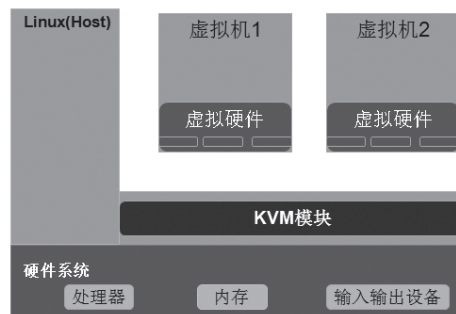 Linux(Host)
虚拟机1
虚拟机2
虚拟硬件
虚拟硬件
KVM模块
硬件系统
处理器
内存
输入输出设备